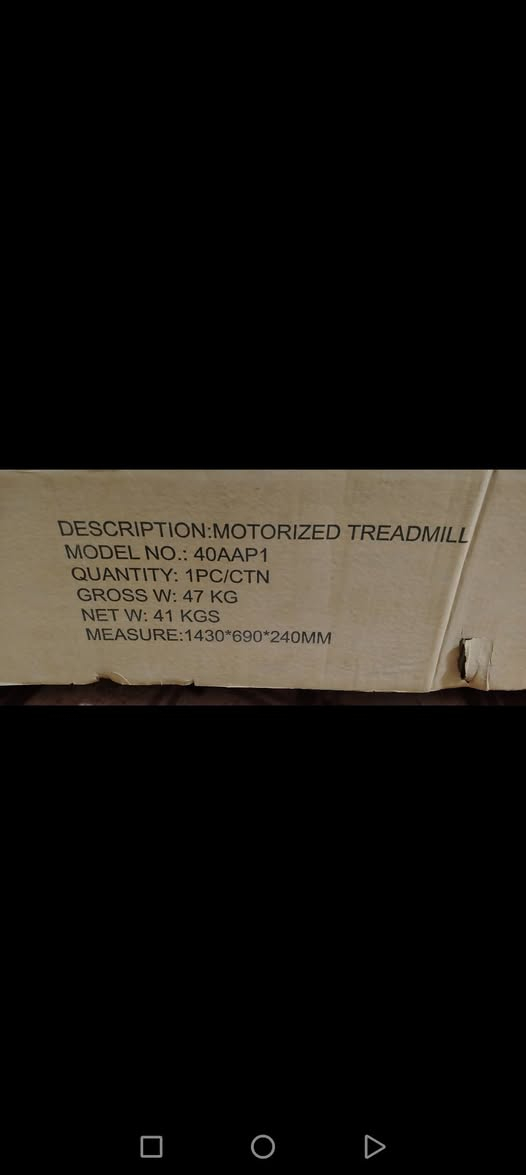 DESCRIPTION:MOTORIZED TREADMILL
MODEL NO.: 40AAP1
QUANTITY: 1PC/CTN
GROSS W: 47 KG
NET W: 41 KGS
MEASURE:1430*690*240MM